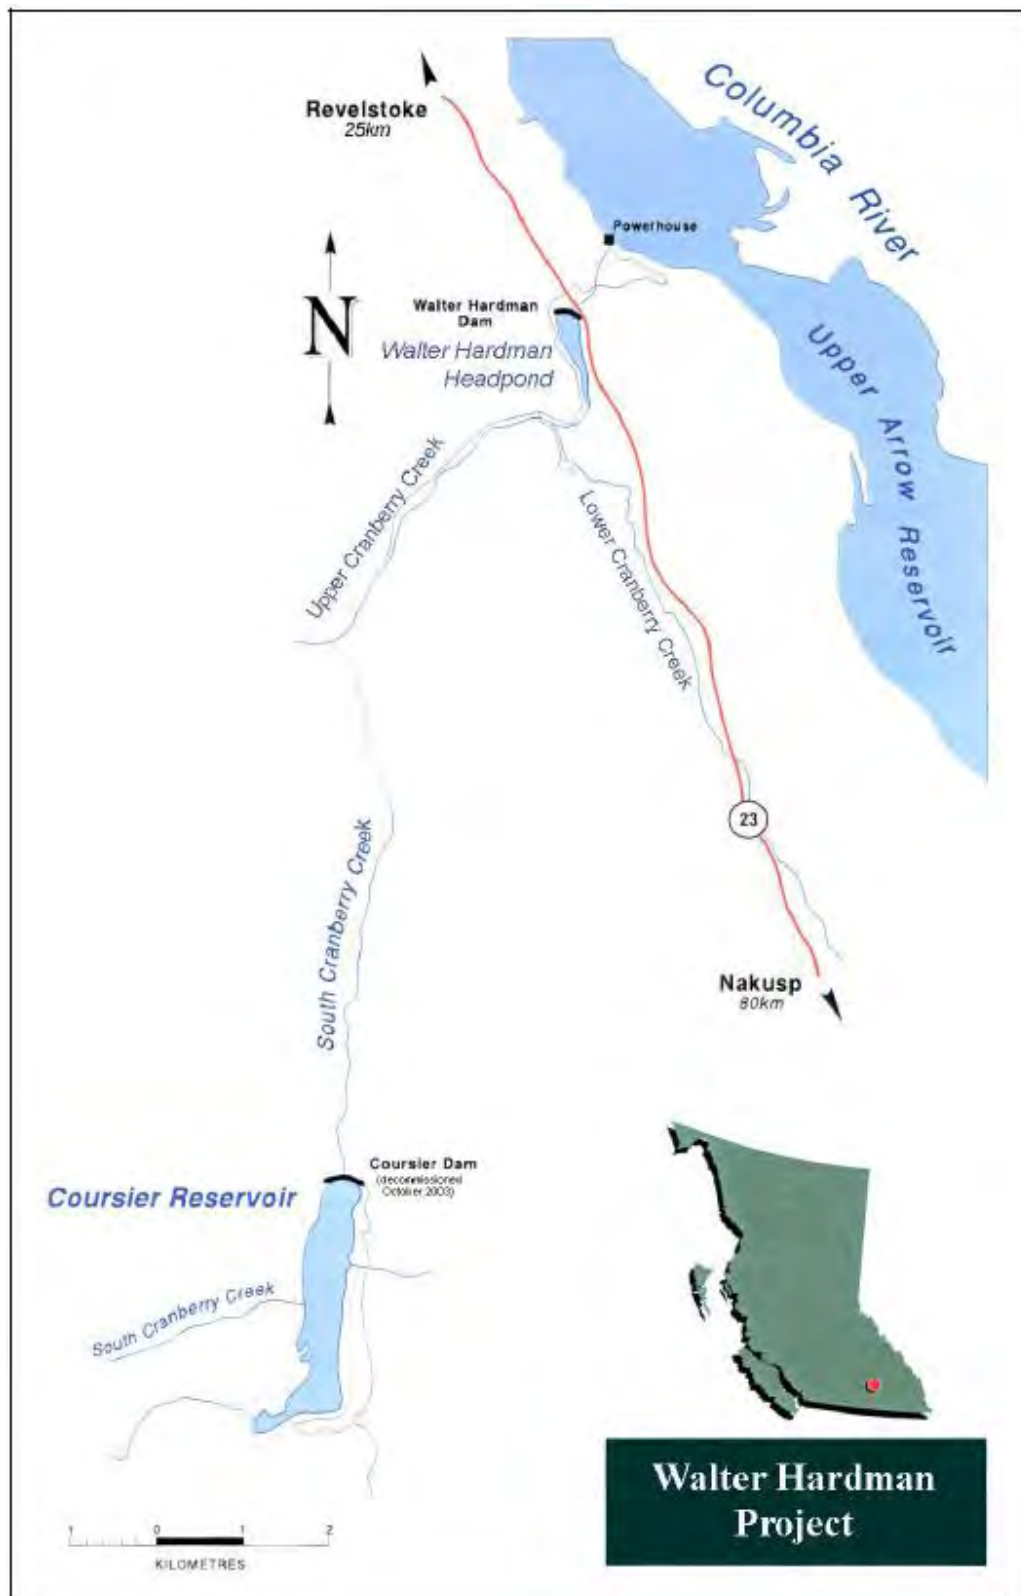 Columbia River
Revelstoke
25km
Powerhouse
N
Walter Hardman
Dam
Walter Hardman
Headpond
Upper Arrow Reservoir
Upper Cranberry Creek
Lower Cranberry Creek
23
South Cranberry Creek
Nakusp
80km
Coursier Dam
(decommissioned
October 2003)
Coursier Reservoir
South Cranberry Creek
Walter Hardman
Project
1 0 1 2
KILOMETRES